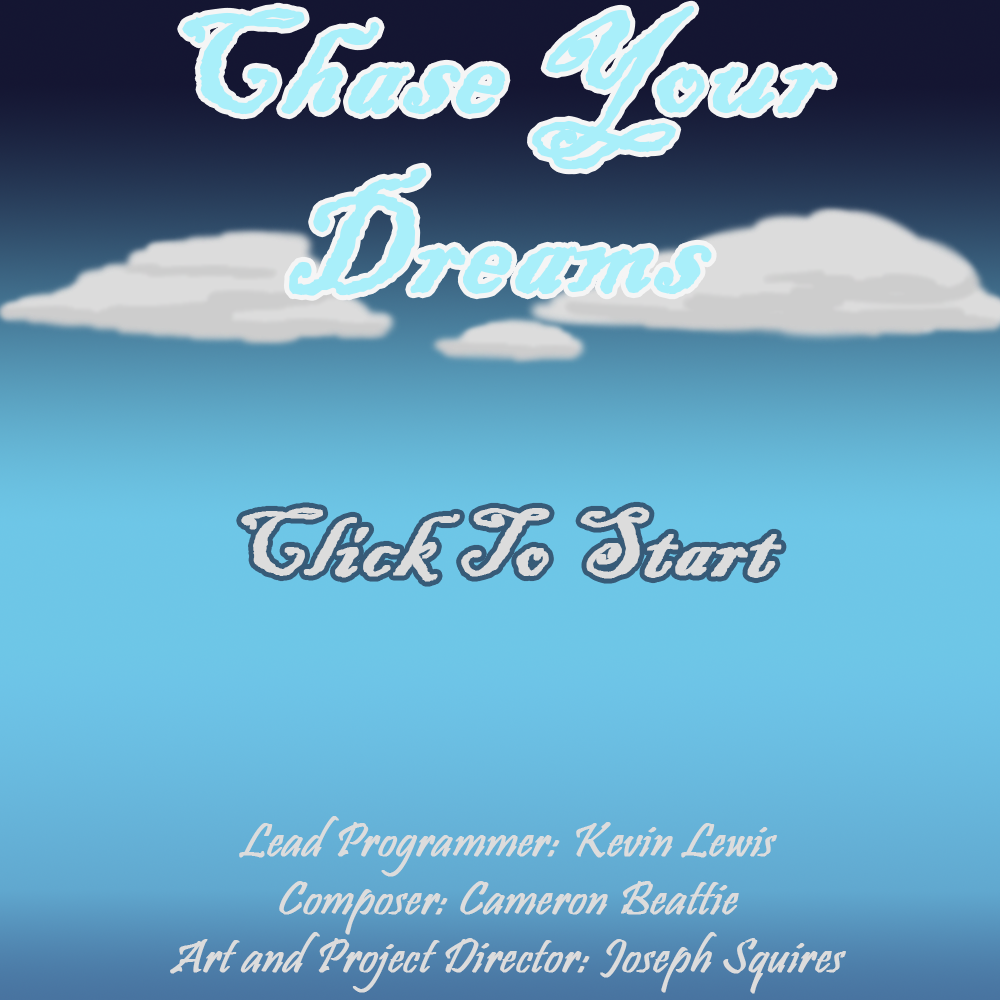 Chase Your
Dreams
Click To Start
Lead Programmer: Kevin Lewis
Composer: Cameron Beattie
Art and Project Director: Joseph Squires